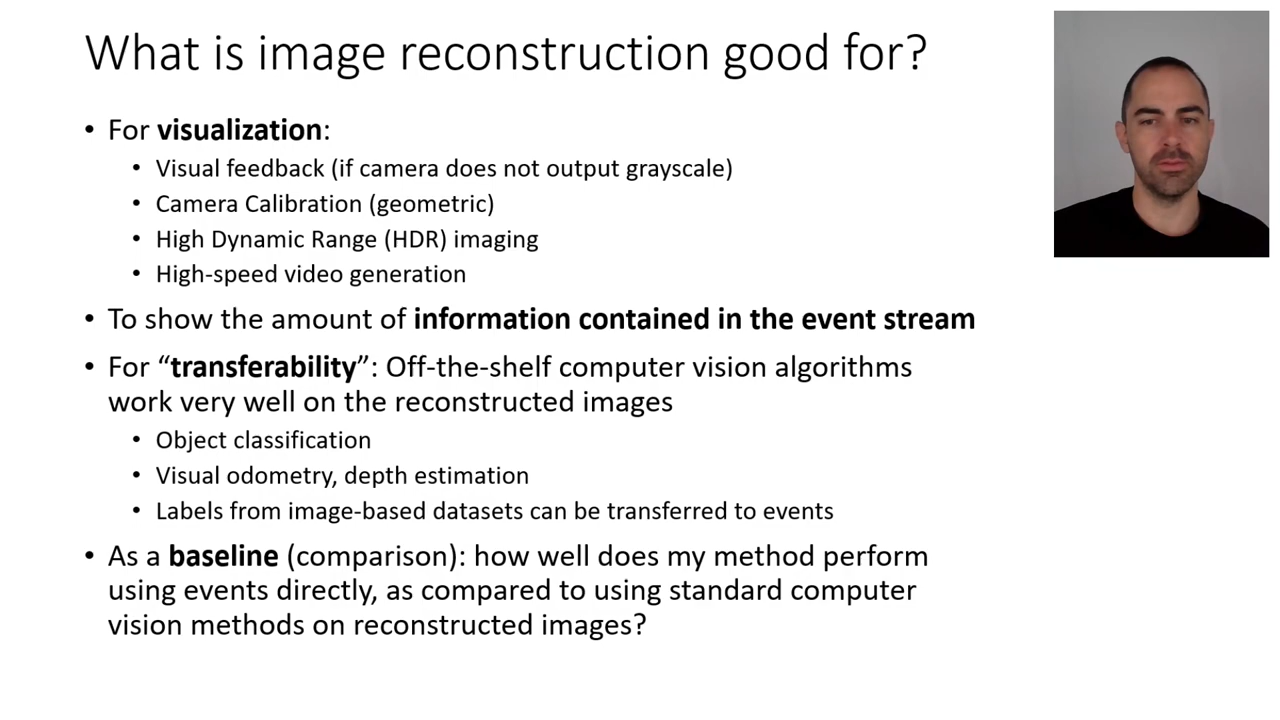 What is image reconstruction good for?
• For visualization:
• Visual feedback (if camera does not output grayscale)
• Camera Calibration (geometric)
• High Dynamic Range (HDR) imaging
• High-speed video generation
• To show the amount of information contained in the event stream
• For “transferability”: Off-the-shelf computer vision algorithms
work very well on the reconstructed images
• Object classification
• Visual odometry, depth estimation
• Labels from image-based datasets can be transferred to events
• As a baseline (comparison): how well does my method perform
using events directly, as compared to using standard computer
vision methods on reconstructed images?